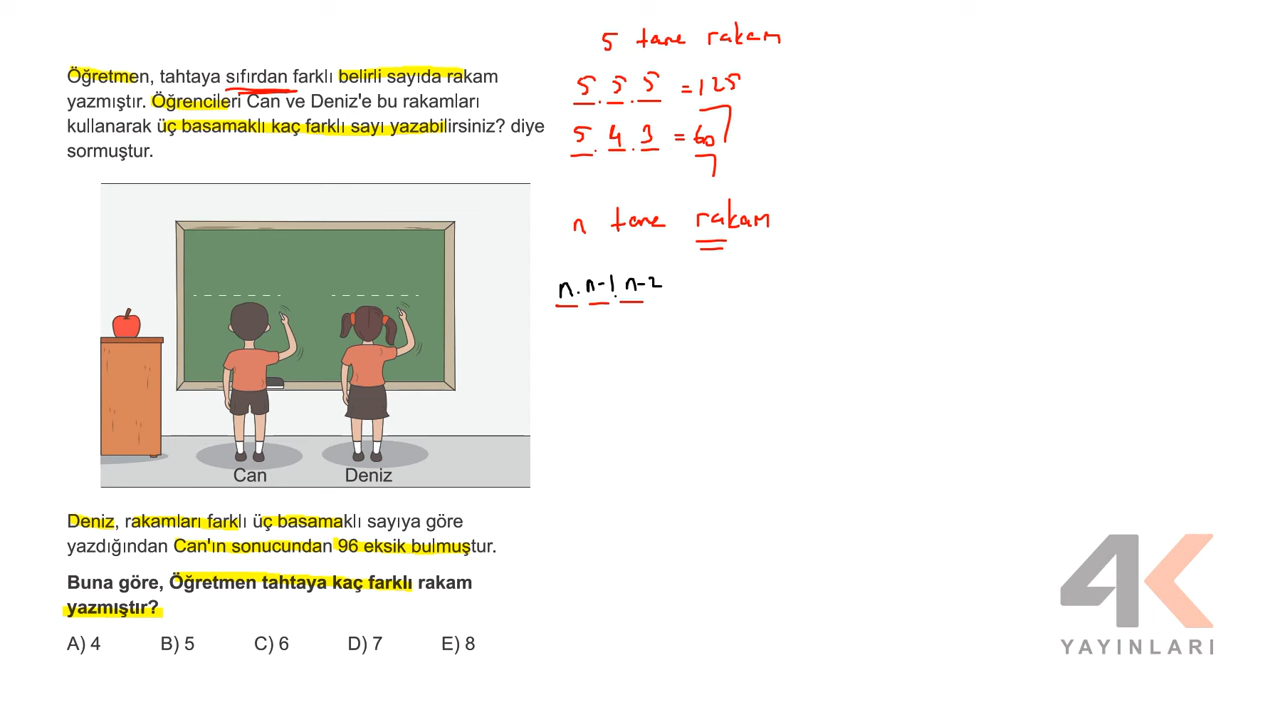 Öğretmen, tahtaya sıfırdan farklı belirli sayıda rakam
yazmıştır. Öğrencileri Can ve Deniz'e bu rakamları
kullanarak üç basamaklı kaç farklı sayı yazabilirsiniz? diye
sormuştur.
Can
Deniz
Deniz, rakamları farklı üç basamaklı sayıya göre
yazdığından Can'ın sonucundan 96 eksik bulmuştur.
Buna göre, Öğretmen tahtaya kaç farklı rakam
yazmıştır?
A) 4 B) 5 C) 6 D) 7 E) 8
5 tane rakam
5 . 5 . 5 = 125
5 . 4 . 3 = 60
n tane rakam
n . n-1 . n-2
4K
YAYINLARI